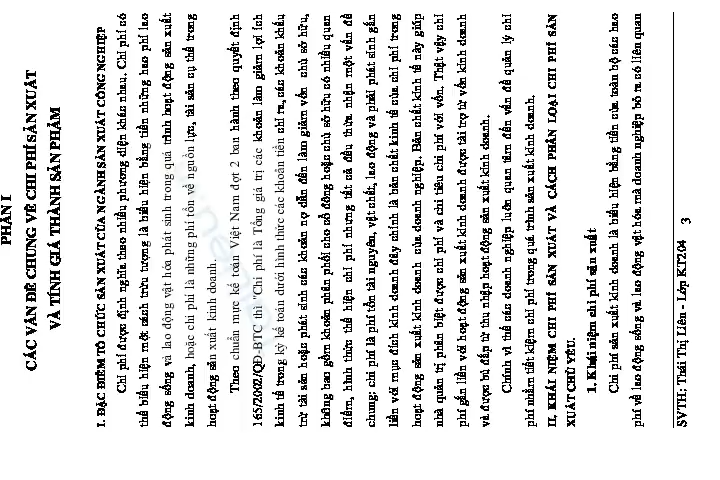 PHẦN I
CÁC VẤN ĐỀ CHUNG VỀ CHI PHÍ SẢN XUẤT
VÀ TÍNH GIÁ THÀNH SẢN PHẨM
I. ĐẶC ĐIỂM TỔ CHỨC SẢN XUẤT CỦA NGÀNH SẢN XUẤT CÔNG NGHIỆP
Chi phí được định nghĩa theo nhiều phương diện khác nhau. Chi phí có
thể biểu hiện một cách trừu tượng là biểu hiện bằng tiền những hao phí lao
động sống và lao động vật hóa phát sinh trong quá trình hoạt động sản xuất
kinh doanh, hoặc chi phí là những phí tổn về nguồn lực, tài sản cụ thể trong
hoạt động sản xuất kinh doanh.
Theo chuẩn mực kế toán Việt Nam đợt 2 ban hành theo quyết định
165/2002/QĐ-BTC thì "Chi phí là Tổng giá trị các khoản làm giảm lợi ích
kinh tế trong kỳ kế toán dưới hình thức các khoản tiền chi ra, các khoản khấu
trừ tài sản hoặc phát sinh các khoản nợ dẫn đến làm giảm vốn chủ sở hữu,
không bao gồm khoản phân phối cho cổ đông hoặc chủ sở hữu có nhiều quan
điểm, hình thức thể hiện chi phí nhưng tất cả đều thừa nhận một vấn đề
chung: chi phí là phí tổn tài nguyên, vật chất, lao động và phải phát sinh gắn
liền với mục đích kinh doanh đây chính là bản chất kinh tế của chi phí trong
hoạt động sản xuất kinh doanh của doanh nghiệp. Bản chất kinh tế này giúp
nhà quản trị phân biệt được chi phí và chi tiêu chi phí với vốn. Thật vậy chi
phí gắn liền với hoạt động sản xuất kinh doanh được tài trợ từ vốn kinh doanh
và được bù đắp từ thu nhập hoạt động sản xuất kinh doanh.
Chính vì thế các doanh nghiệp luôn quan tâm đến vấn đề quản lý chi
phí nhằm tiết kiệm chi phí trong quá trình sản xuất kinh doanh.
II. KHÁI NIỆM CHI PHÍ SẢN XUẤT VÀ CÁCH PHÂN LOẠI CHI PHÍ SẢN
XUẤT CHỦ YẾU.
1. Khái niệm chi phí sản xuất
Chi phí sản xuất kinh doanh là biểu hiện bằng tiền của toàn bộ các hao
phí về lao động sống và lao động vật hóa mà doanh nghiệp bỏ ra có liên quan
SVTH; Thái Thị Liên - Lớp KT204 3